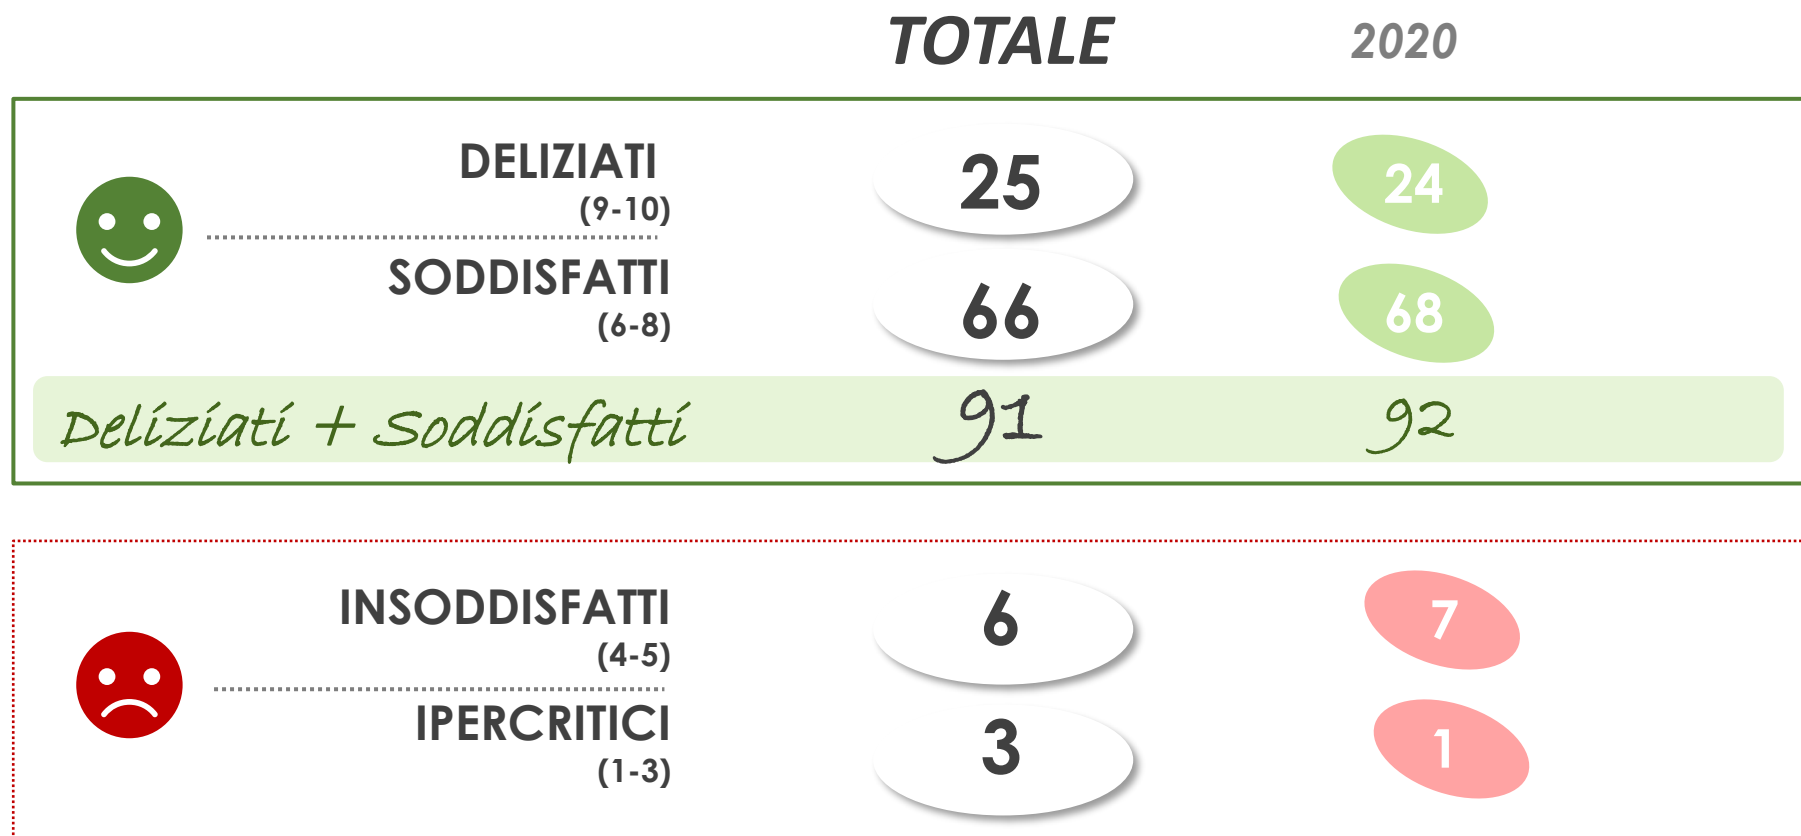 TOTALE 2020
DELIZIATI 25 24
(9-10)
SODDISFATTI 66 68
(6-8)
Deliziati + Soddisfatti 91 92
INSODDISFATTI 6 7
(4-5)
IPERCRITICI 3 1
(1-3)